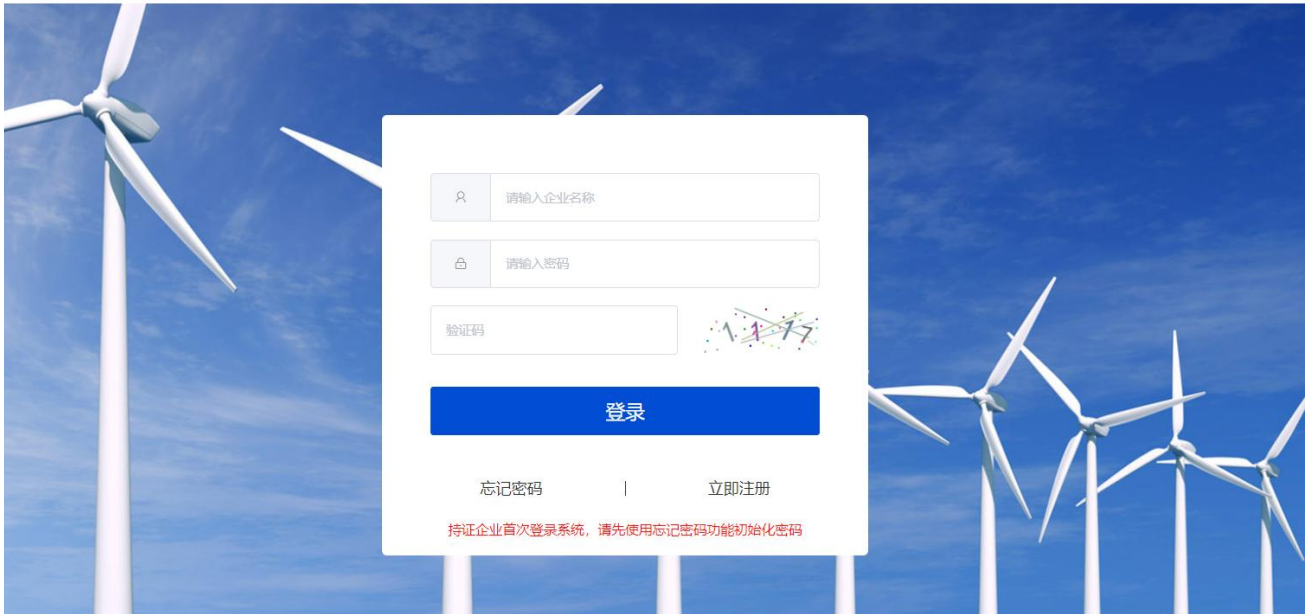 请输入企业名称
请输入密码
验证码
登录
忘记密码 | 立即注册
持证企业首次登录系统，请先使用忘记密码功能初始化密码